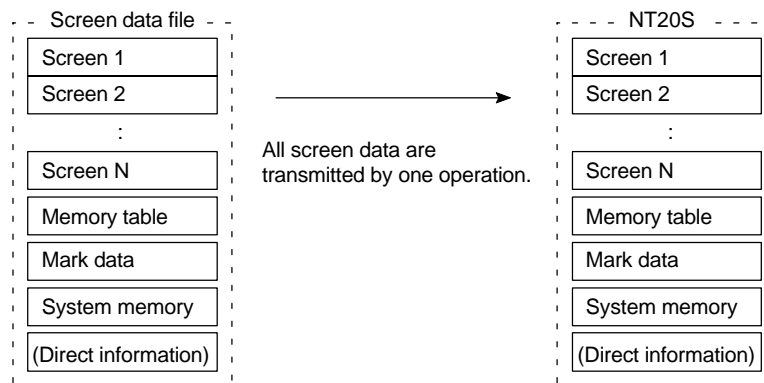 Screen data file
Screen 1
Screen 2
:
Screen N
Memory table
Mark data
System memory
(Direct information)
All screen data are
transmitted by one operation.
NT20S
Screen 1
Screen 2
:
Screen N
Memory table
Mark data
System memory
(Direct information)